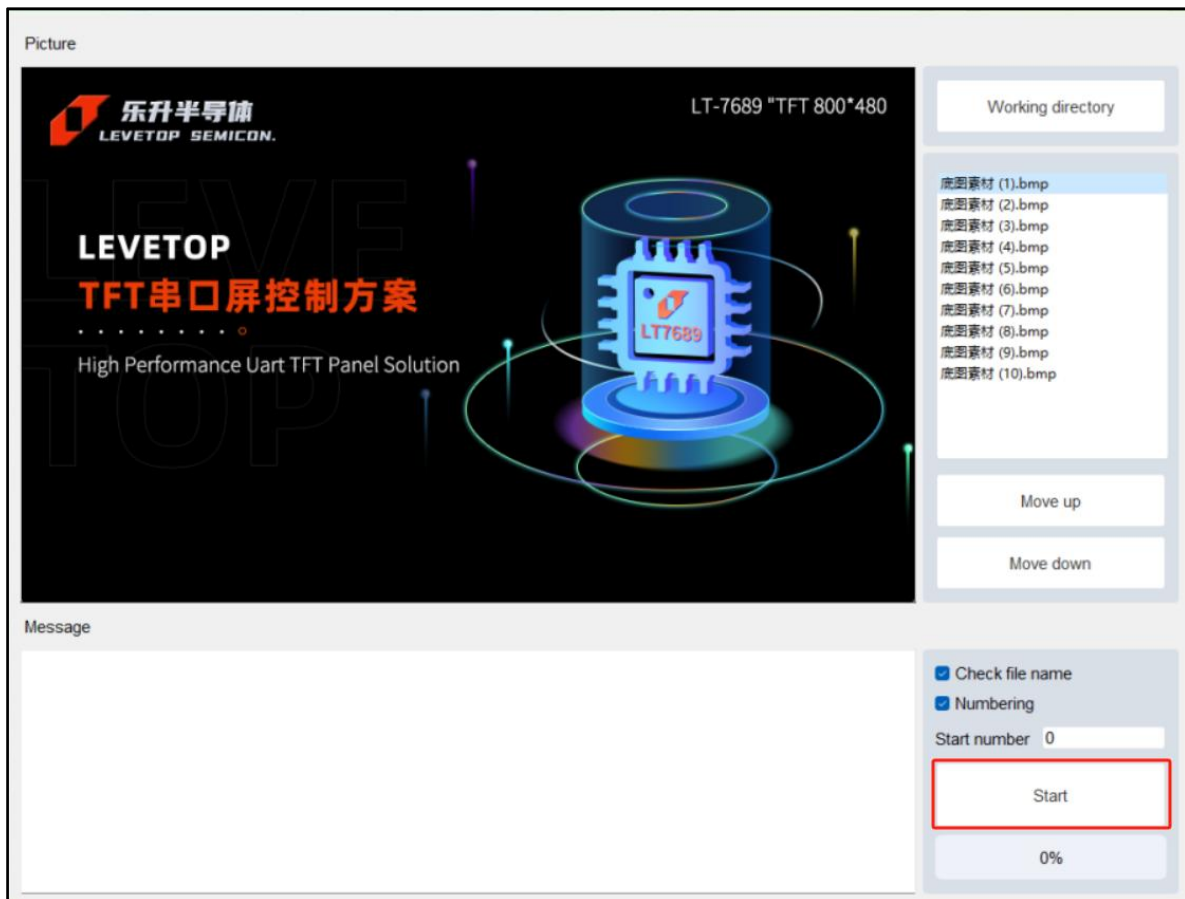 Picture
乐升半导体
LEVETOP SEMICON.
LT-7689 "TFT 800*480
LEVE
TOP
LEVETOP
TFT串口屏控制方案
High Performance Uart TFT Panel Solution
LT7689
Working directory
底图素材 (1).bmp
底图素材 (2).bmp
底图素材 (3).bmp
底图素材 (4).bmp
底图素材 (5).bmp
底图素材 (6).bmp
底图素材 (7).bmp
底图素材 (8).bmp
底图素材 (9).bmp
底图素材 (10).bmp
Move up
Move down
Message
Check file name
Numbering
Start number 0
Start
0%